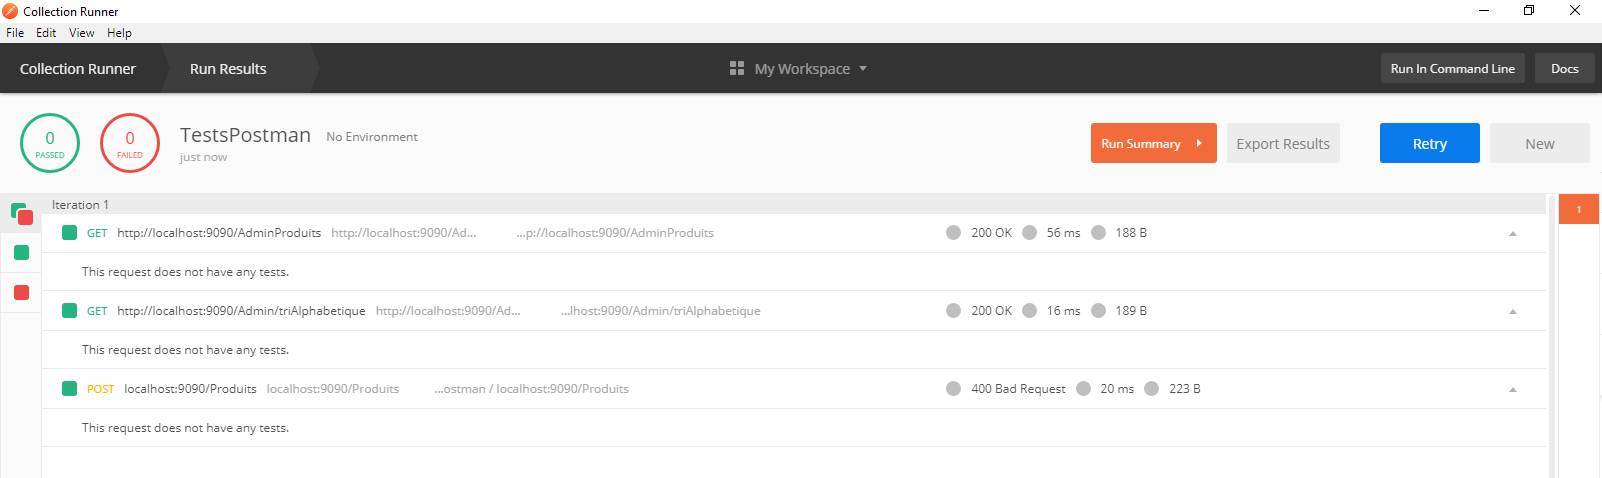 Collection Runner
File Edit View Help
Collection Runner Run Results My Workspace Run In Command Line Docs
0 PASSED 0 FAILED TestsPostman No Environment Run Summary Export Results Retry New
just now
Iteration 1 1
GET http://localhost:9090/AdminProduits http://localhost:9090/Ad... ...p://localhost:9090/AdminProduits 200 OK 56 ms 188 B
This request does not have any tests.
GET http://localhost:9090/Admin/triAlphabetique http://localhost:9090/Ad... ...lhost:9090/Admin/triAlphabetique 200 OK 16 ms 189 B
This request does not have any tests.
POST localhost:9090/Produits localhost:9090/Produits ...ostman / localhost:9090/Produits 400 Bad Request 20 ms 223 B
This request does not have any tests.